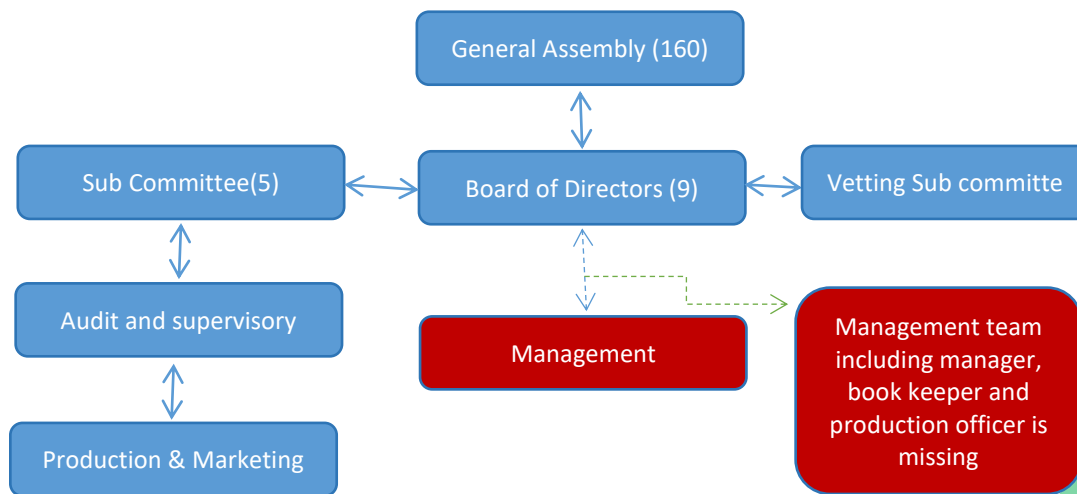 General Assembly (160)
Sub Committee(5)
Board of Directors (9)
Vetting Sub committe
Audit and supervisory
Management
Management team
including manager,
book keeper and
production officer is
missing
Production & Marketing